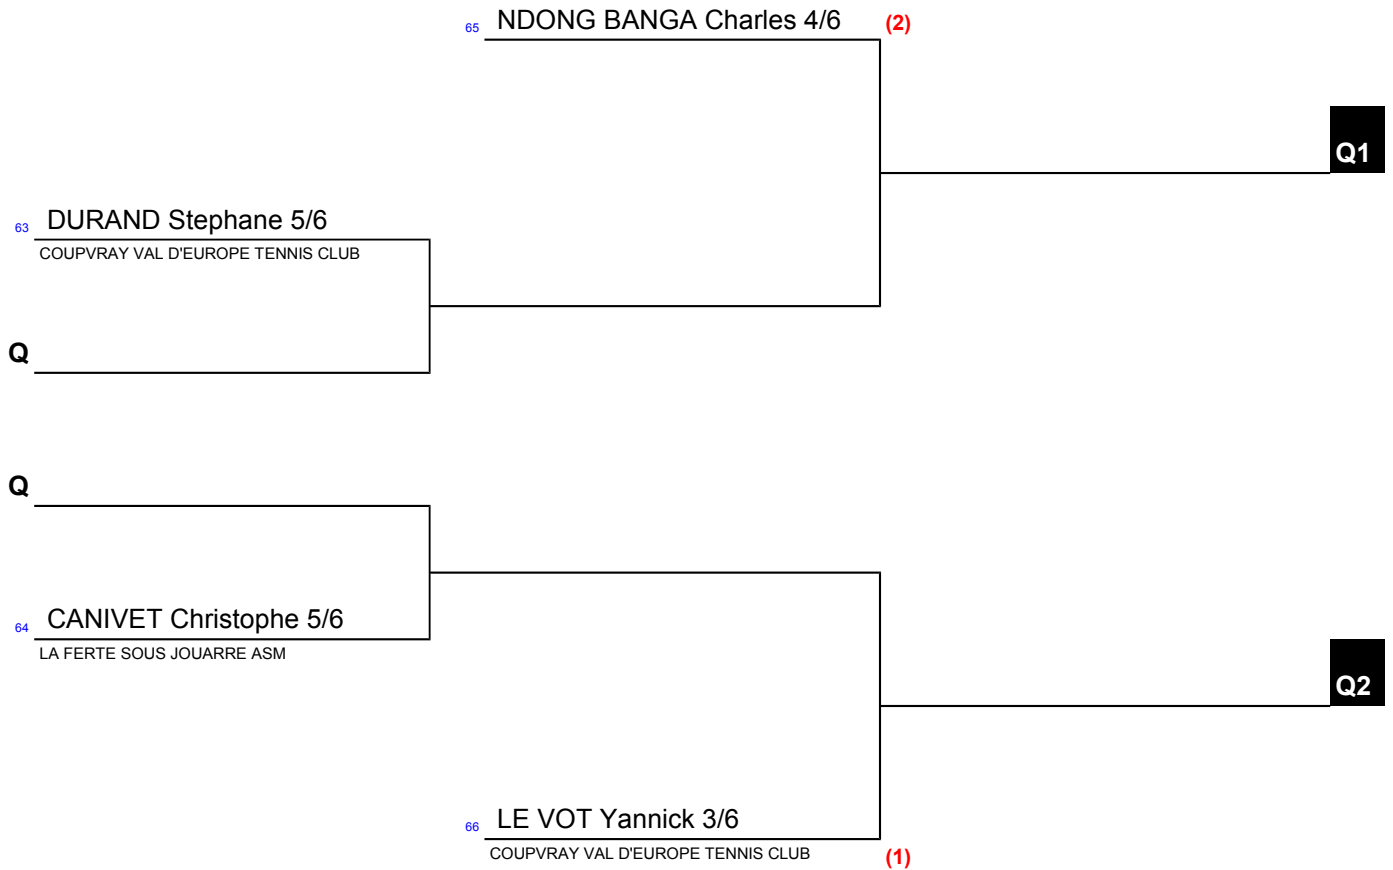 65 NDONG BANGA Charles 4/6 (2)
Q1
63 DURAND Stephane 5/6
COUPVRAY VAL D'EUROPE TENNIS CLUB
Q
Q
64 CANIVET Christophe 5/6
LA FERTE SOUS JOUARRE ASM
Q2
66 LE VOT Yannick 3/6
COUPVRAY VAL D'EUROPE TENNIS CLUB (1)